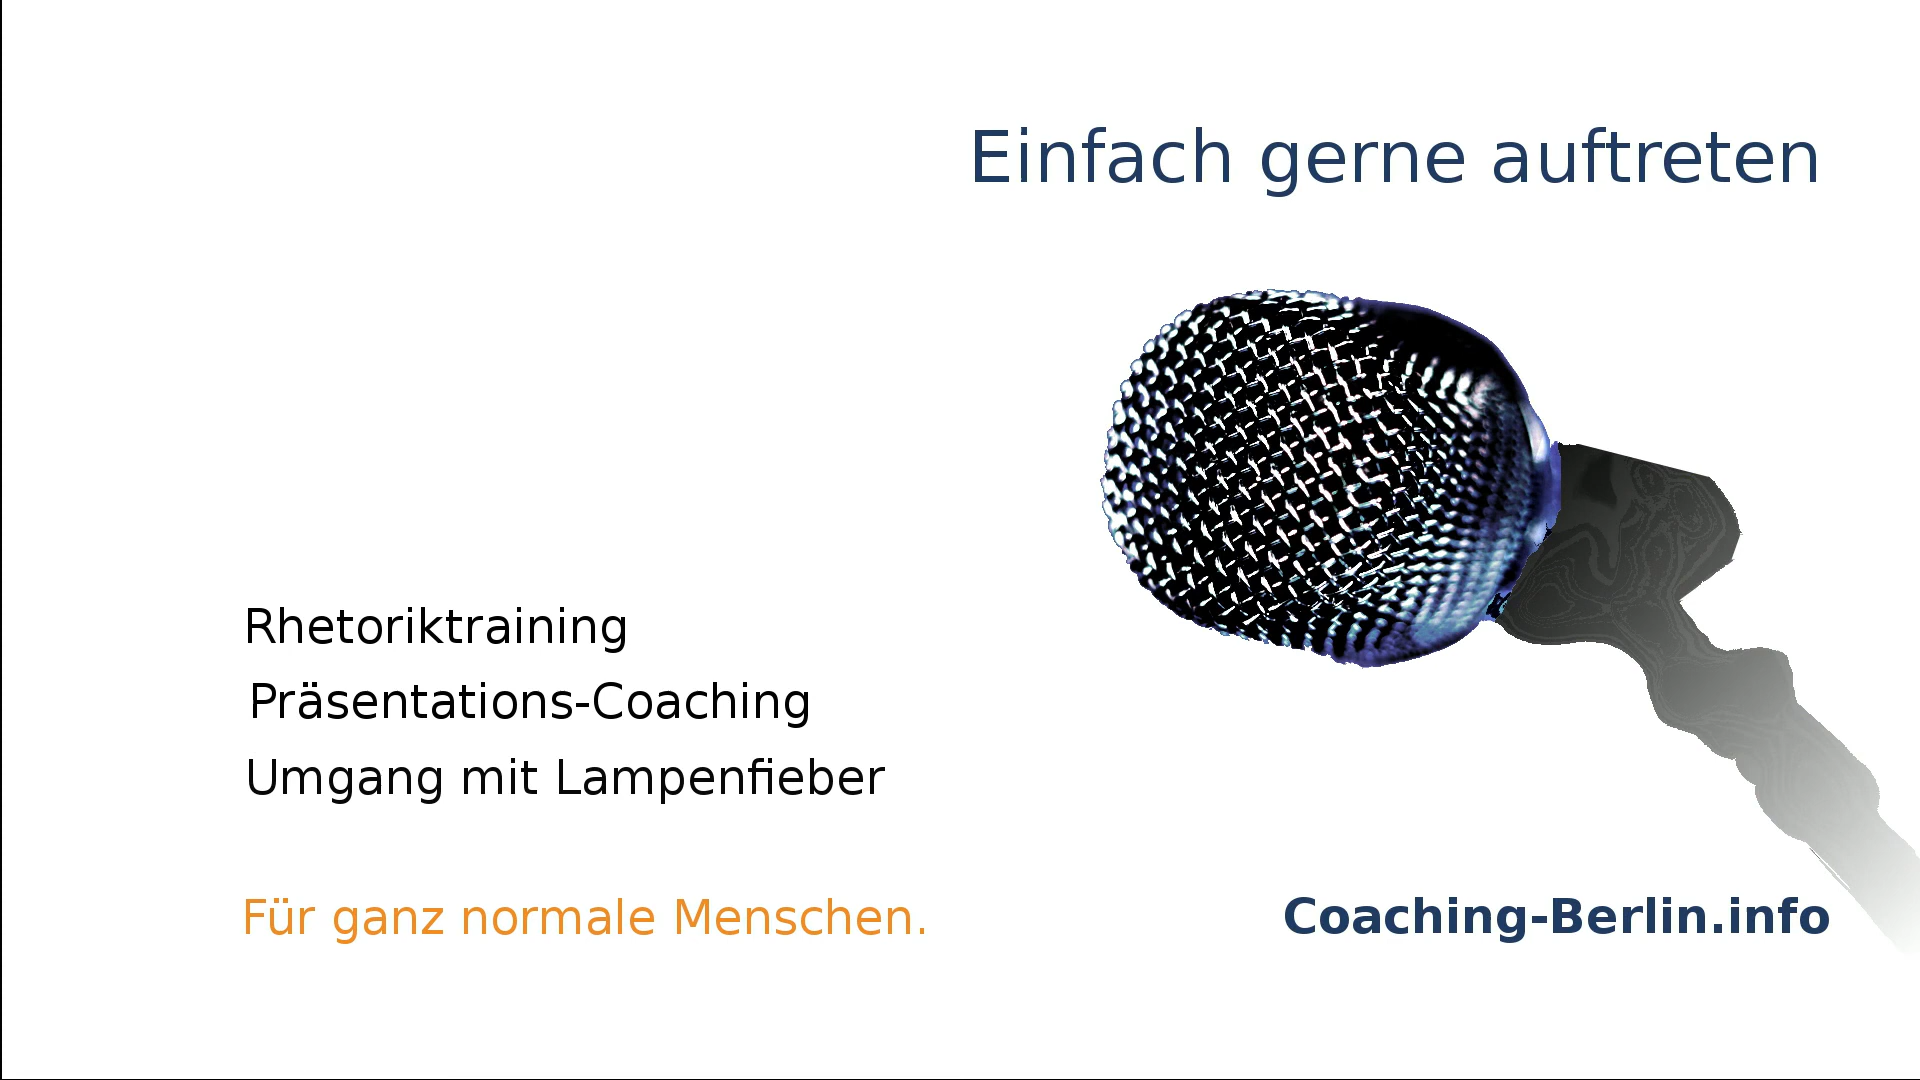 Einfach gerne auftreten
Rhetoriktraining
Präsentations-Coaching
Umgang mit Lampenfieber
Für ganz normale Menschen.
Coaching-Berlin.info